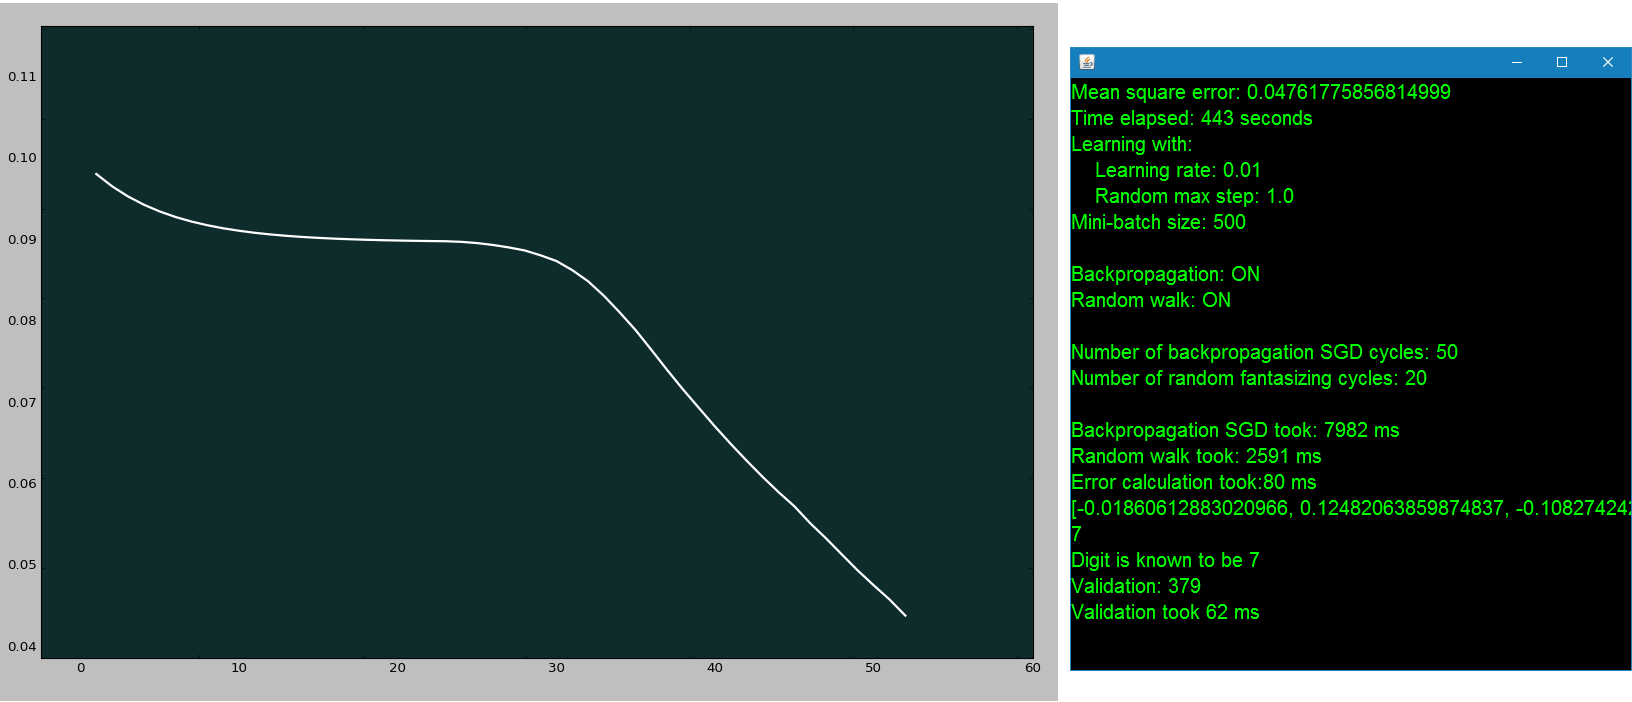 0.11
0.10
0.09
0.08
0.07
0.06
0.05
0.04
0 10 20 30 40 50 60
Mean square error: 0.04761775856814999
Time elapsed: 443 seconds
Learning with:
Learning rate: 0.01
Random max step: 1.0
Mini-batch size: 500
Backpropagation: ON
Random walk: ON
Number of backpropagation SGD cycles: 50
Number of random fantasizing cycles: 20
Backpropagation SGD took: 7982 ms
Random walk took: 2591 ms
Error calculation took:80 ms
[-0.01860612883020966, 0.12482063859874837, -0.108274242
7
Digit is known to be 7
Validation: 379
Validation took 62 ms